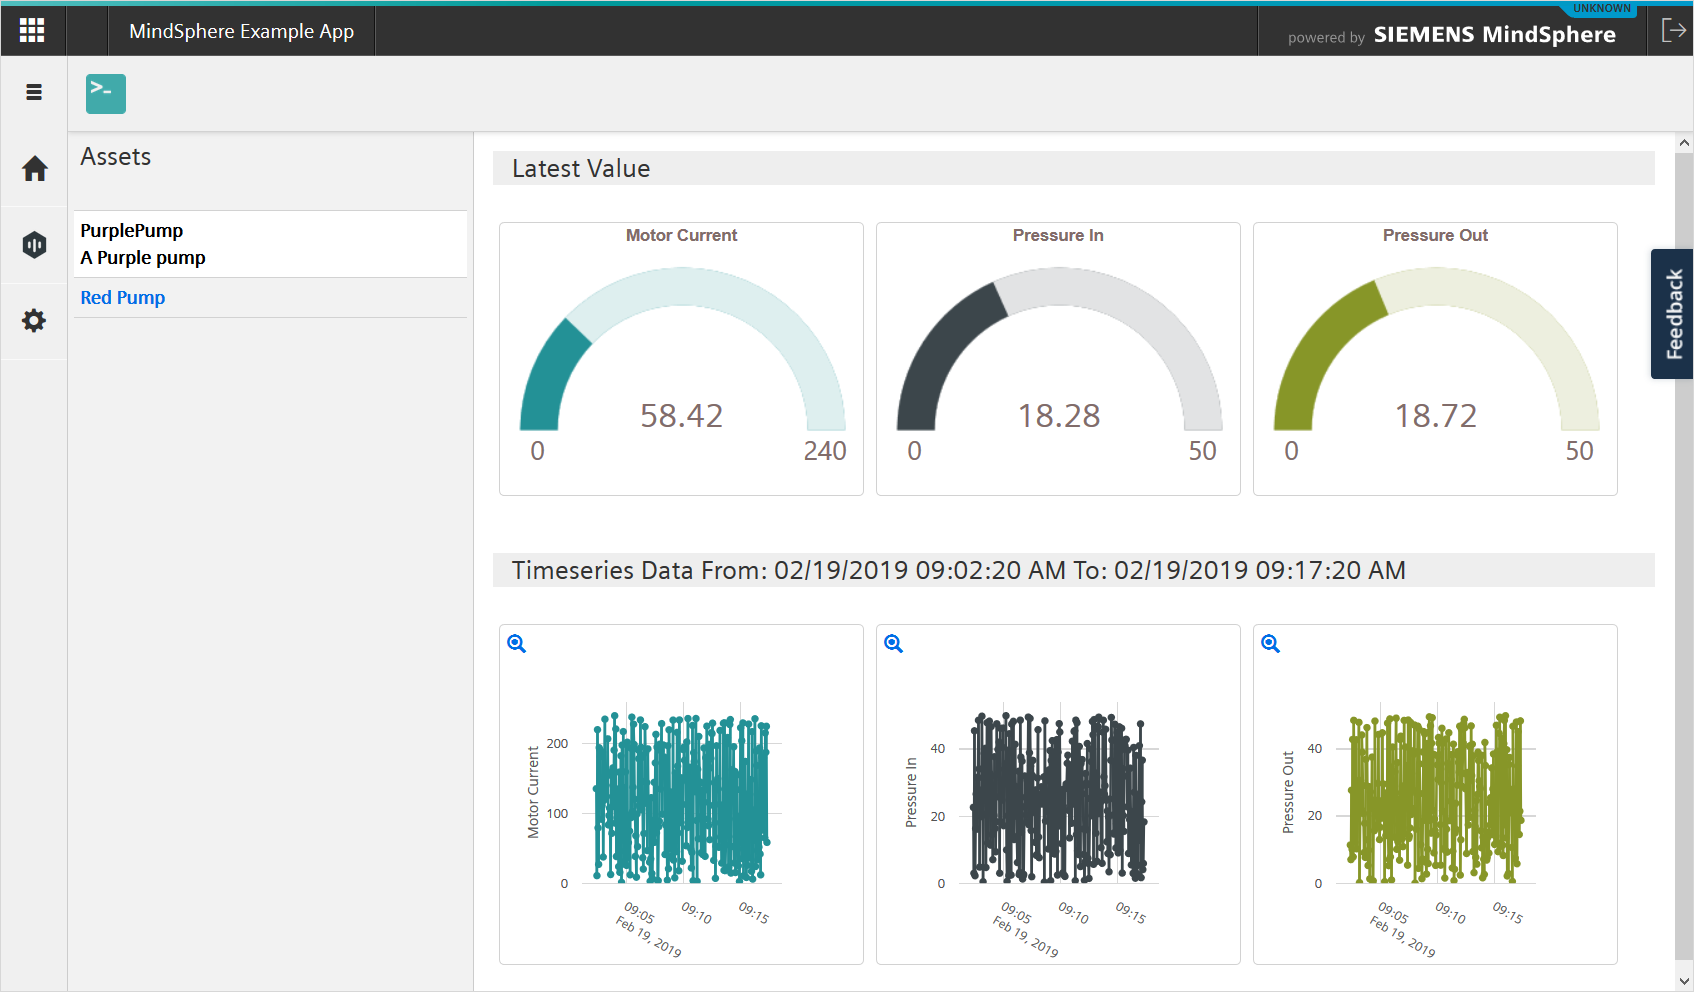 UNKNOWN
MindSphere Example App
powered by SIEMENS MindSphere
>-
Assets
PurplePump
A Purple pump
Red Pump
Latest Value
Motor Current
58.42
0
240
Pressure In
18.28
0
50
Pressure Out
18.72
0
50
Feedback
Timeseries Data From: 02/19/2019 09:02:20 AM To: 02/19/2019 09:17:20 AM
Motor Current
200
100
0
09:05
Feb 19, 2019
09:10
09:15
Pressure In
40
20
0
09:05
Feb 19, 2019
09:10
09:15
Pressure Out
40
20
0
09:05
Feb 19, 2019
09:10
09:15